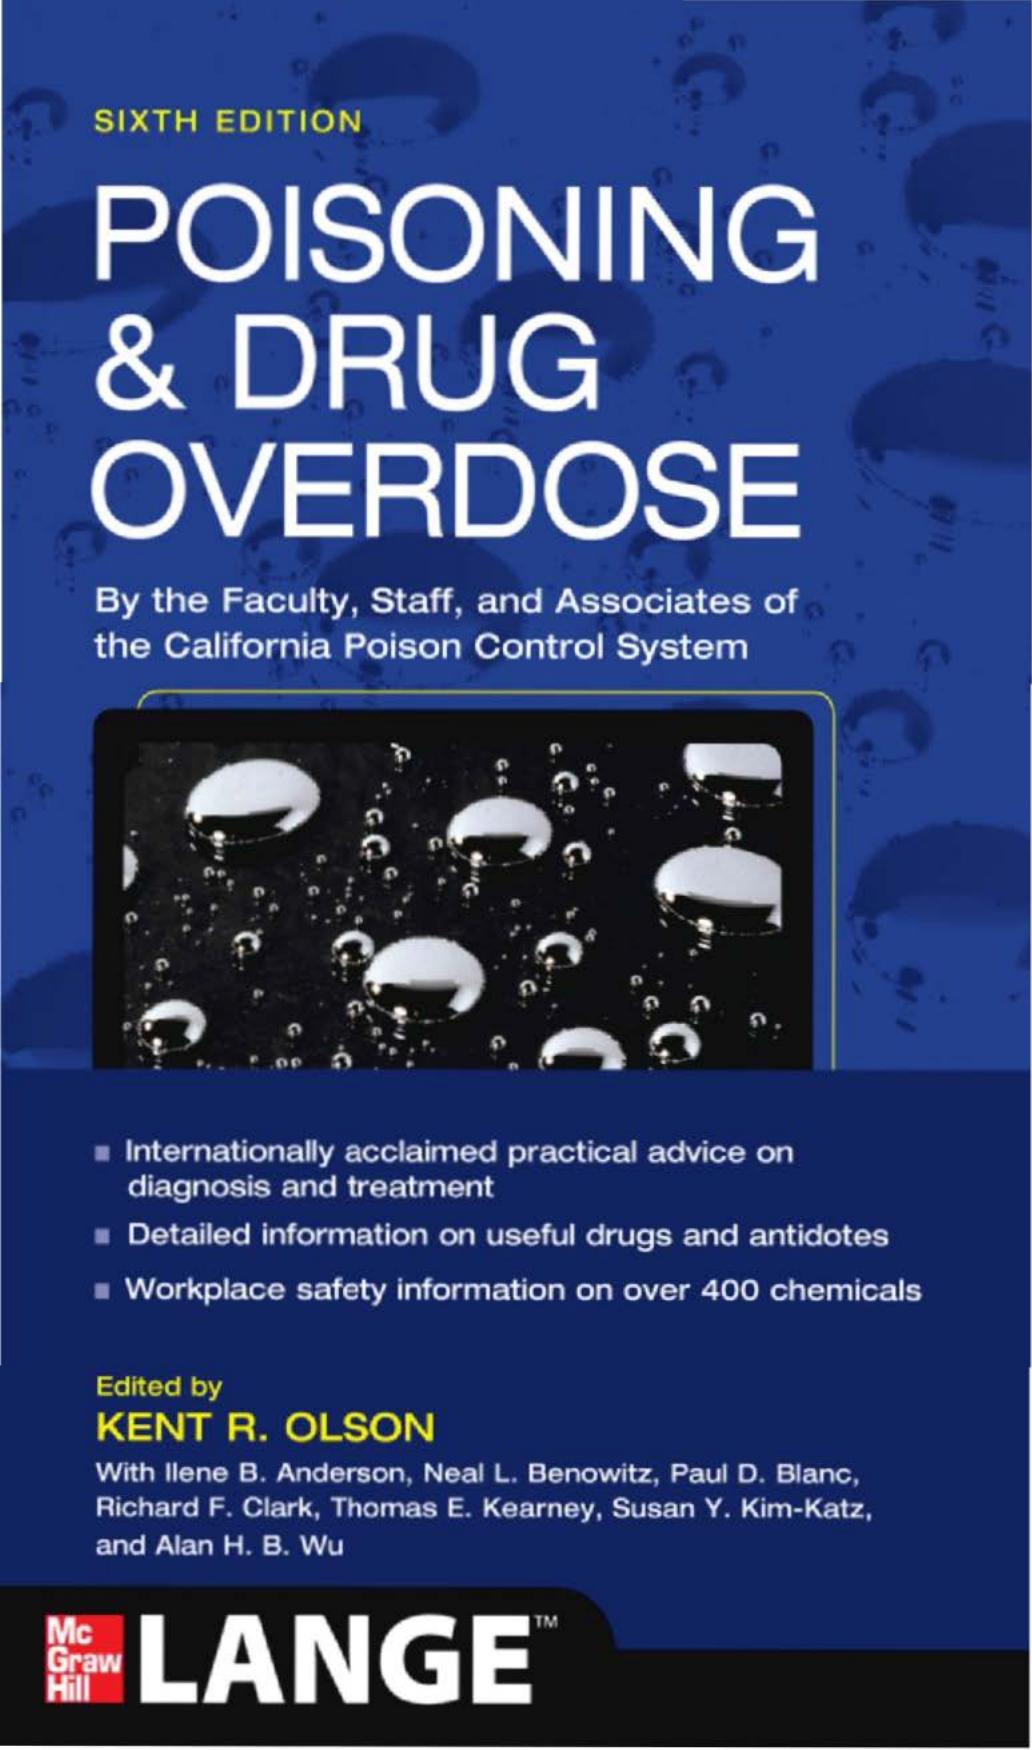 SIXTH EDITION
POISONING
& DRUG
OVERDOSE
By the Faculty, Staff, and Associates of
the California Poison Control System
■ Internationally acclaimed practical advice on
diagnosis and treatment
■ Detailed information on useful drugs and antidotes
■ Workplace safety information on over 400 chemicals
Edited by
KENT R. OLSON
With Ilene B. Anderson, Neal L. Benowitz, Paul D. Blanc,
Richard F. Clark, Thomas E. Kearney, Susan Y. Kim-Katz,
and Alan H. B. Wu
Mc
Graw
Hill
LANGE™